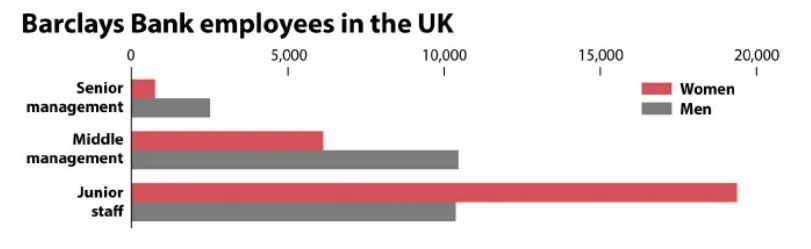 Barclays Bank employees in the UK
0 5,000 10,000 15,000 20,000
Senior
management
Women
Men
Middle
management
Junior
staff